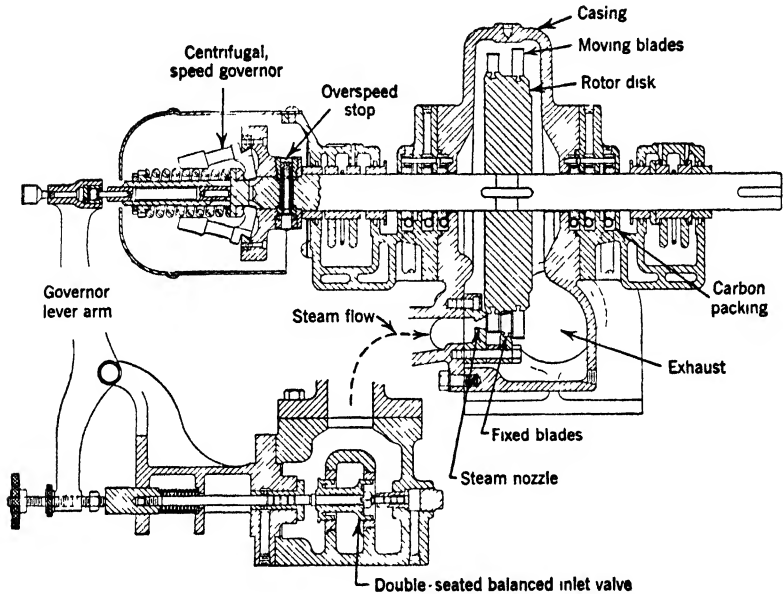 Casing
Moving blades
Rotor disk
Centrifugal,
speed governor
Overspeed
stop
Governor
lever arm
Steam flow
Carbon
packing
Exhaust
Fixed blades
Steam nozzle
Double-seated balanced inlet valve